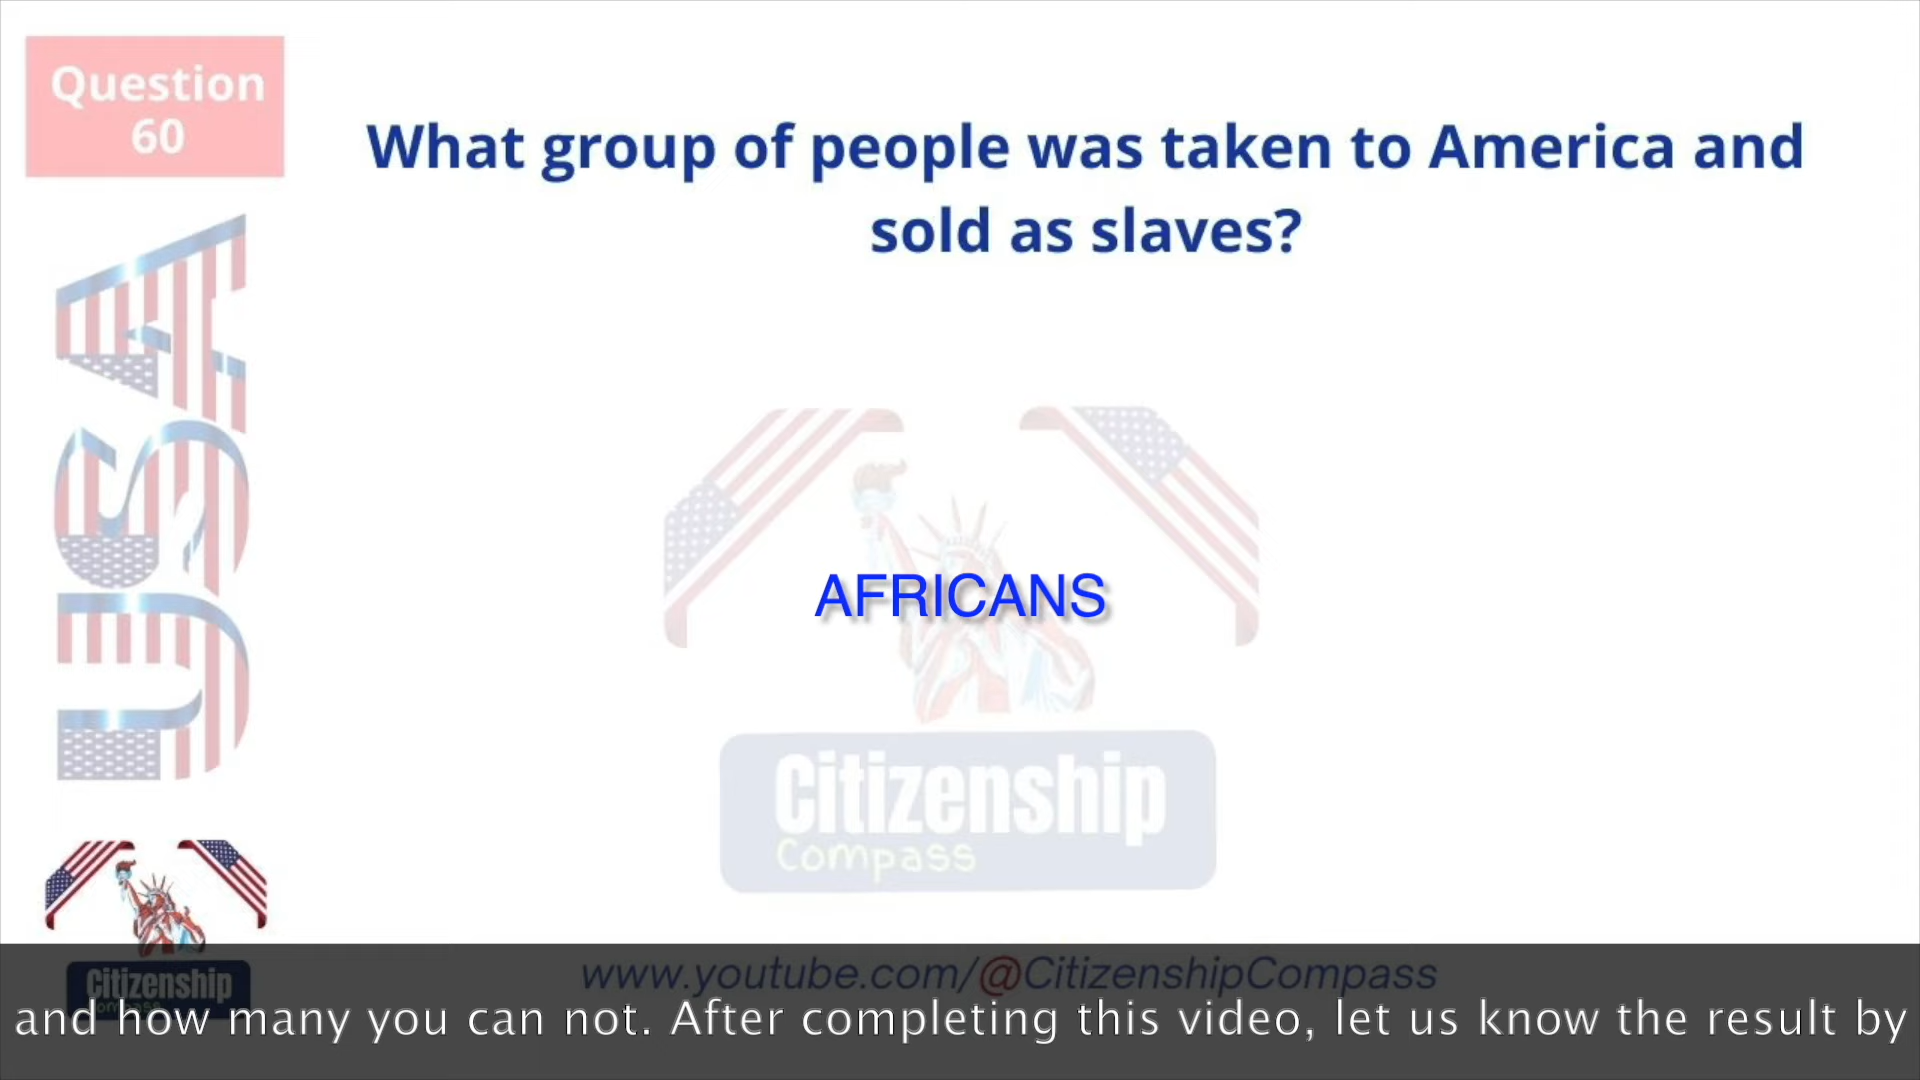 Question
60
What group of people was taken to America and
sold as slaves?
USA
AFRICANS
Citizenship
Compass
Citizenship
Compass
www.youtube.com/@CitizenshipCompass
and how many you can not. After completing this video, let us know the result by